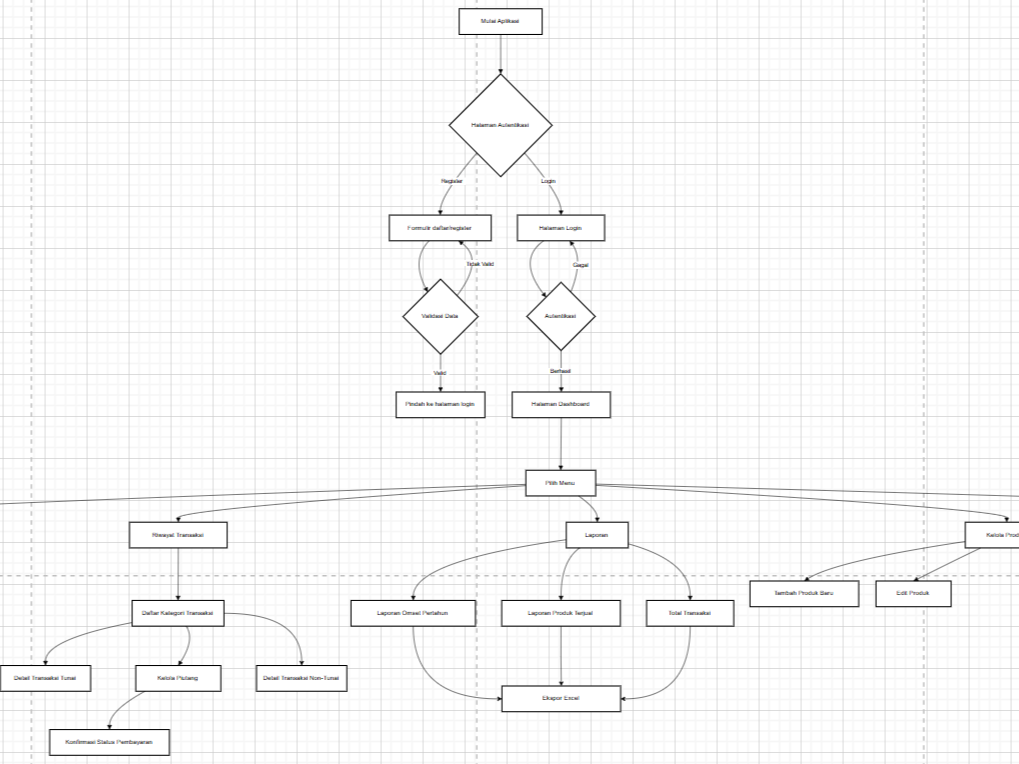 Mulai Aplikasi
Halaman Autentikasi
Register
Login
Formulir daftar/register
Halaman Login
Tidak Valid
Gagal
Validasi Data
Autentikasi
Valid
Berhasil
Pindah ke halaman login
Halaman Dashboard
Pilih Menu
Riwayat Transaksi
Laporan
Kelola Prod
Tambah Produk Baru
Edit Produk
Daftar Kategori Transaksi
Laporan Omset Pertahun
Laporan Produk Terjual
Total Transaksi
Detail Transaksi Tunai
Kelola Piutang
Detail Transaksi Non-Tunai
Ekspor Excel
Konfirmasi Status Pembayaran